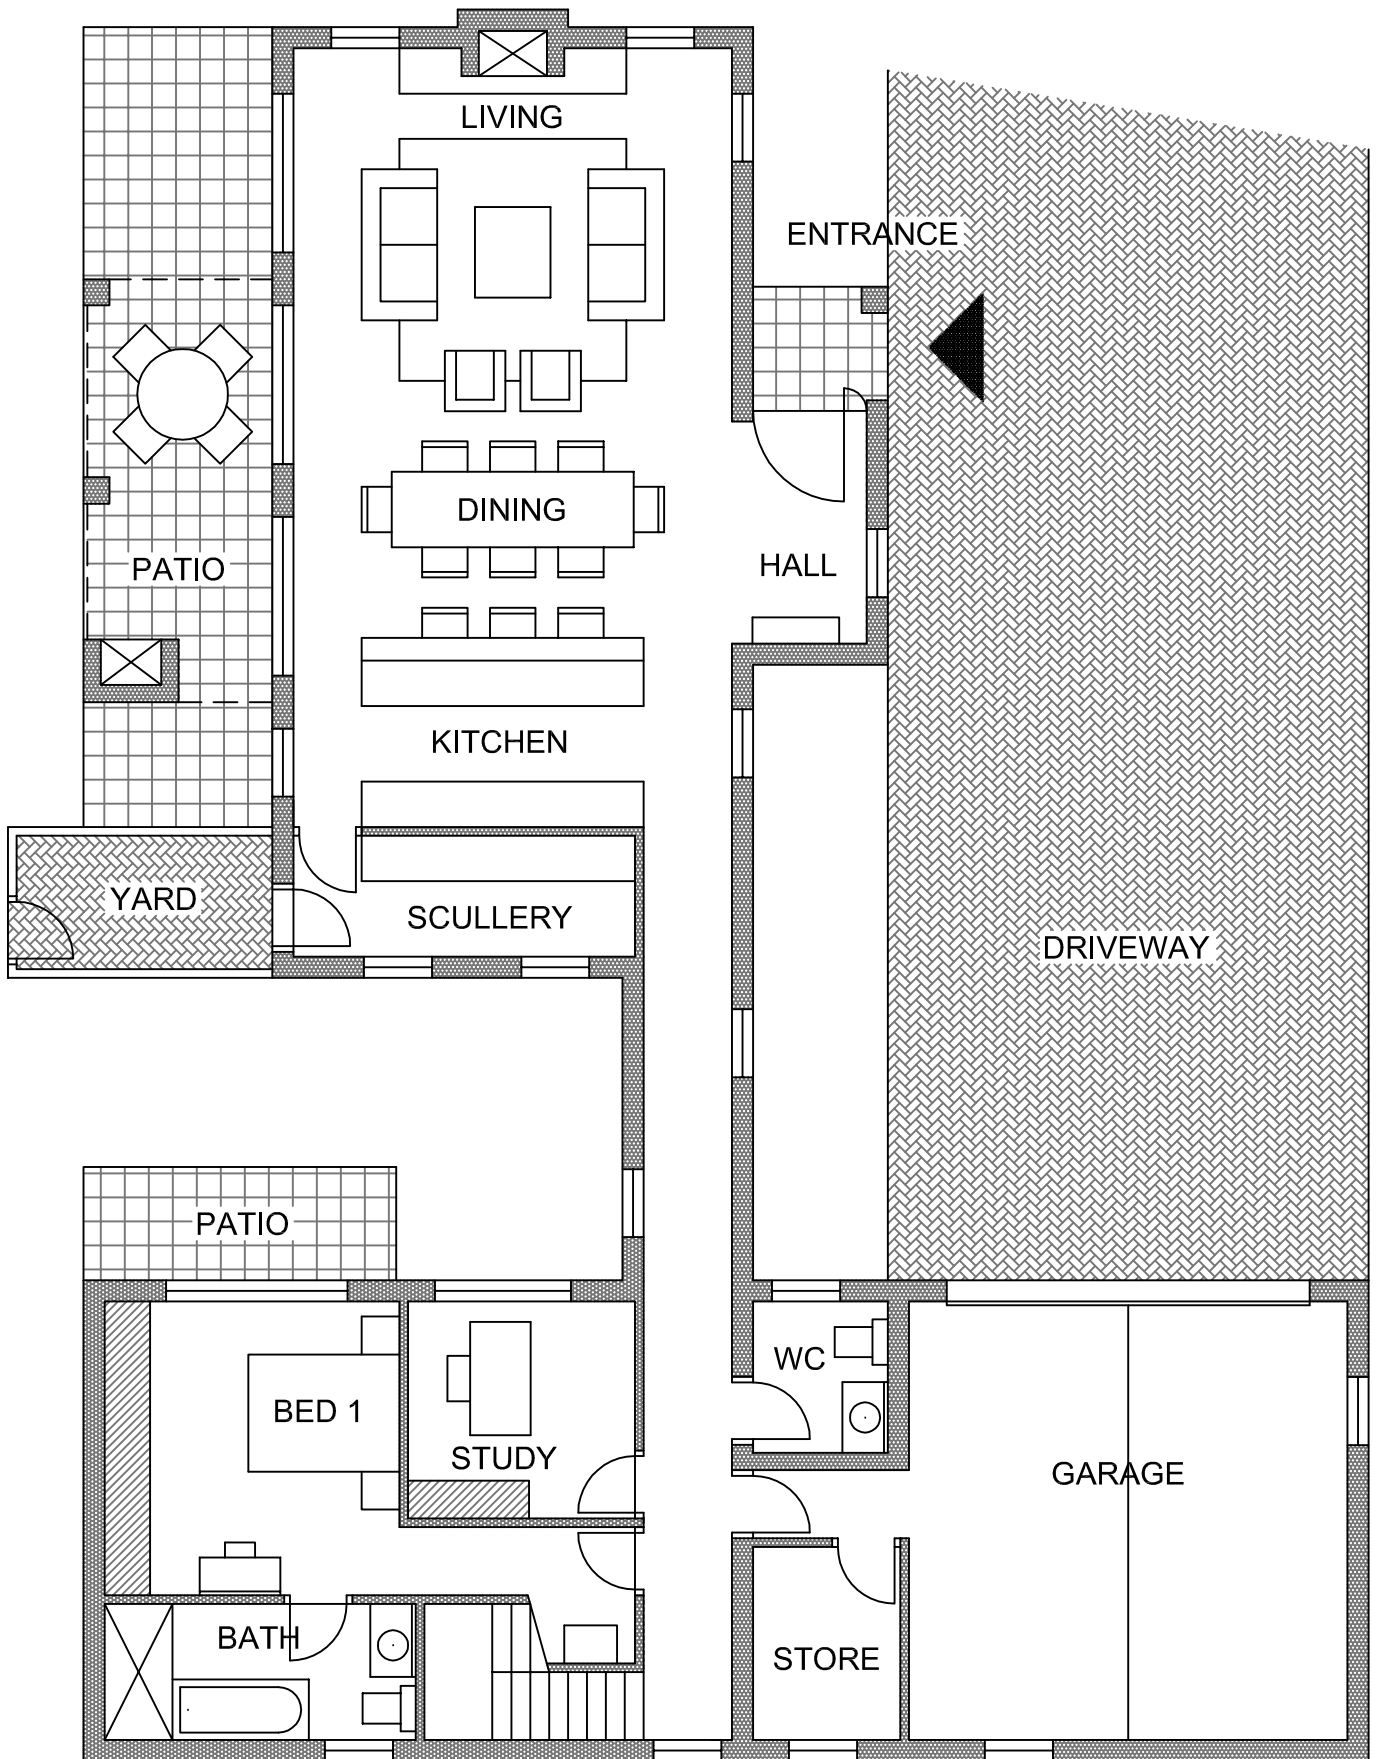 LIVING
ENTRANCE
DINING
HALL
PATIO
KITCHEN
YARD
SCULLERY
DRIVEWAY
PATIO
WC
BED 1
STUDY
GARAGE
BATH
STORE